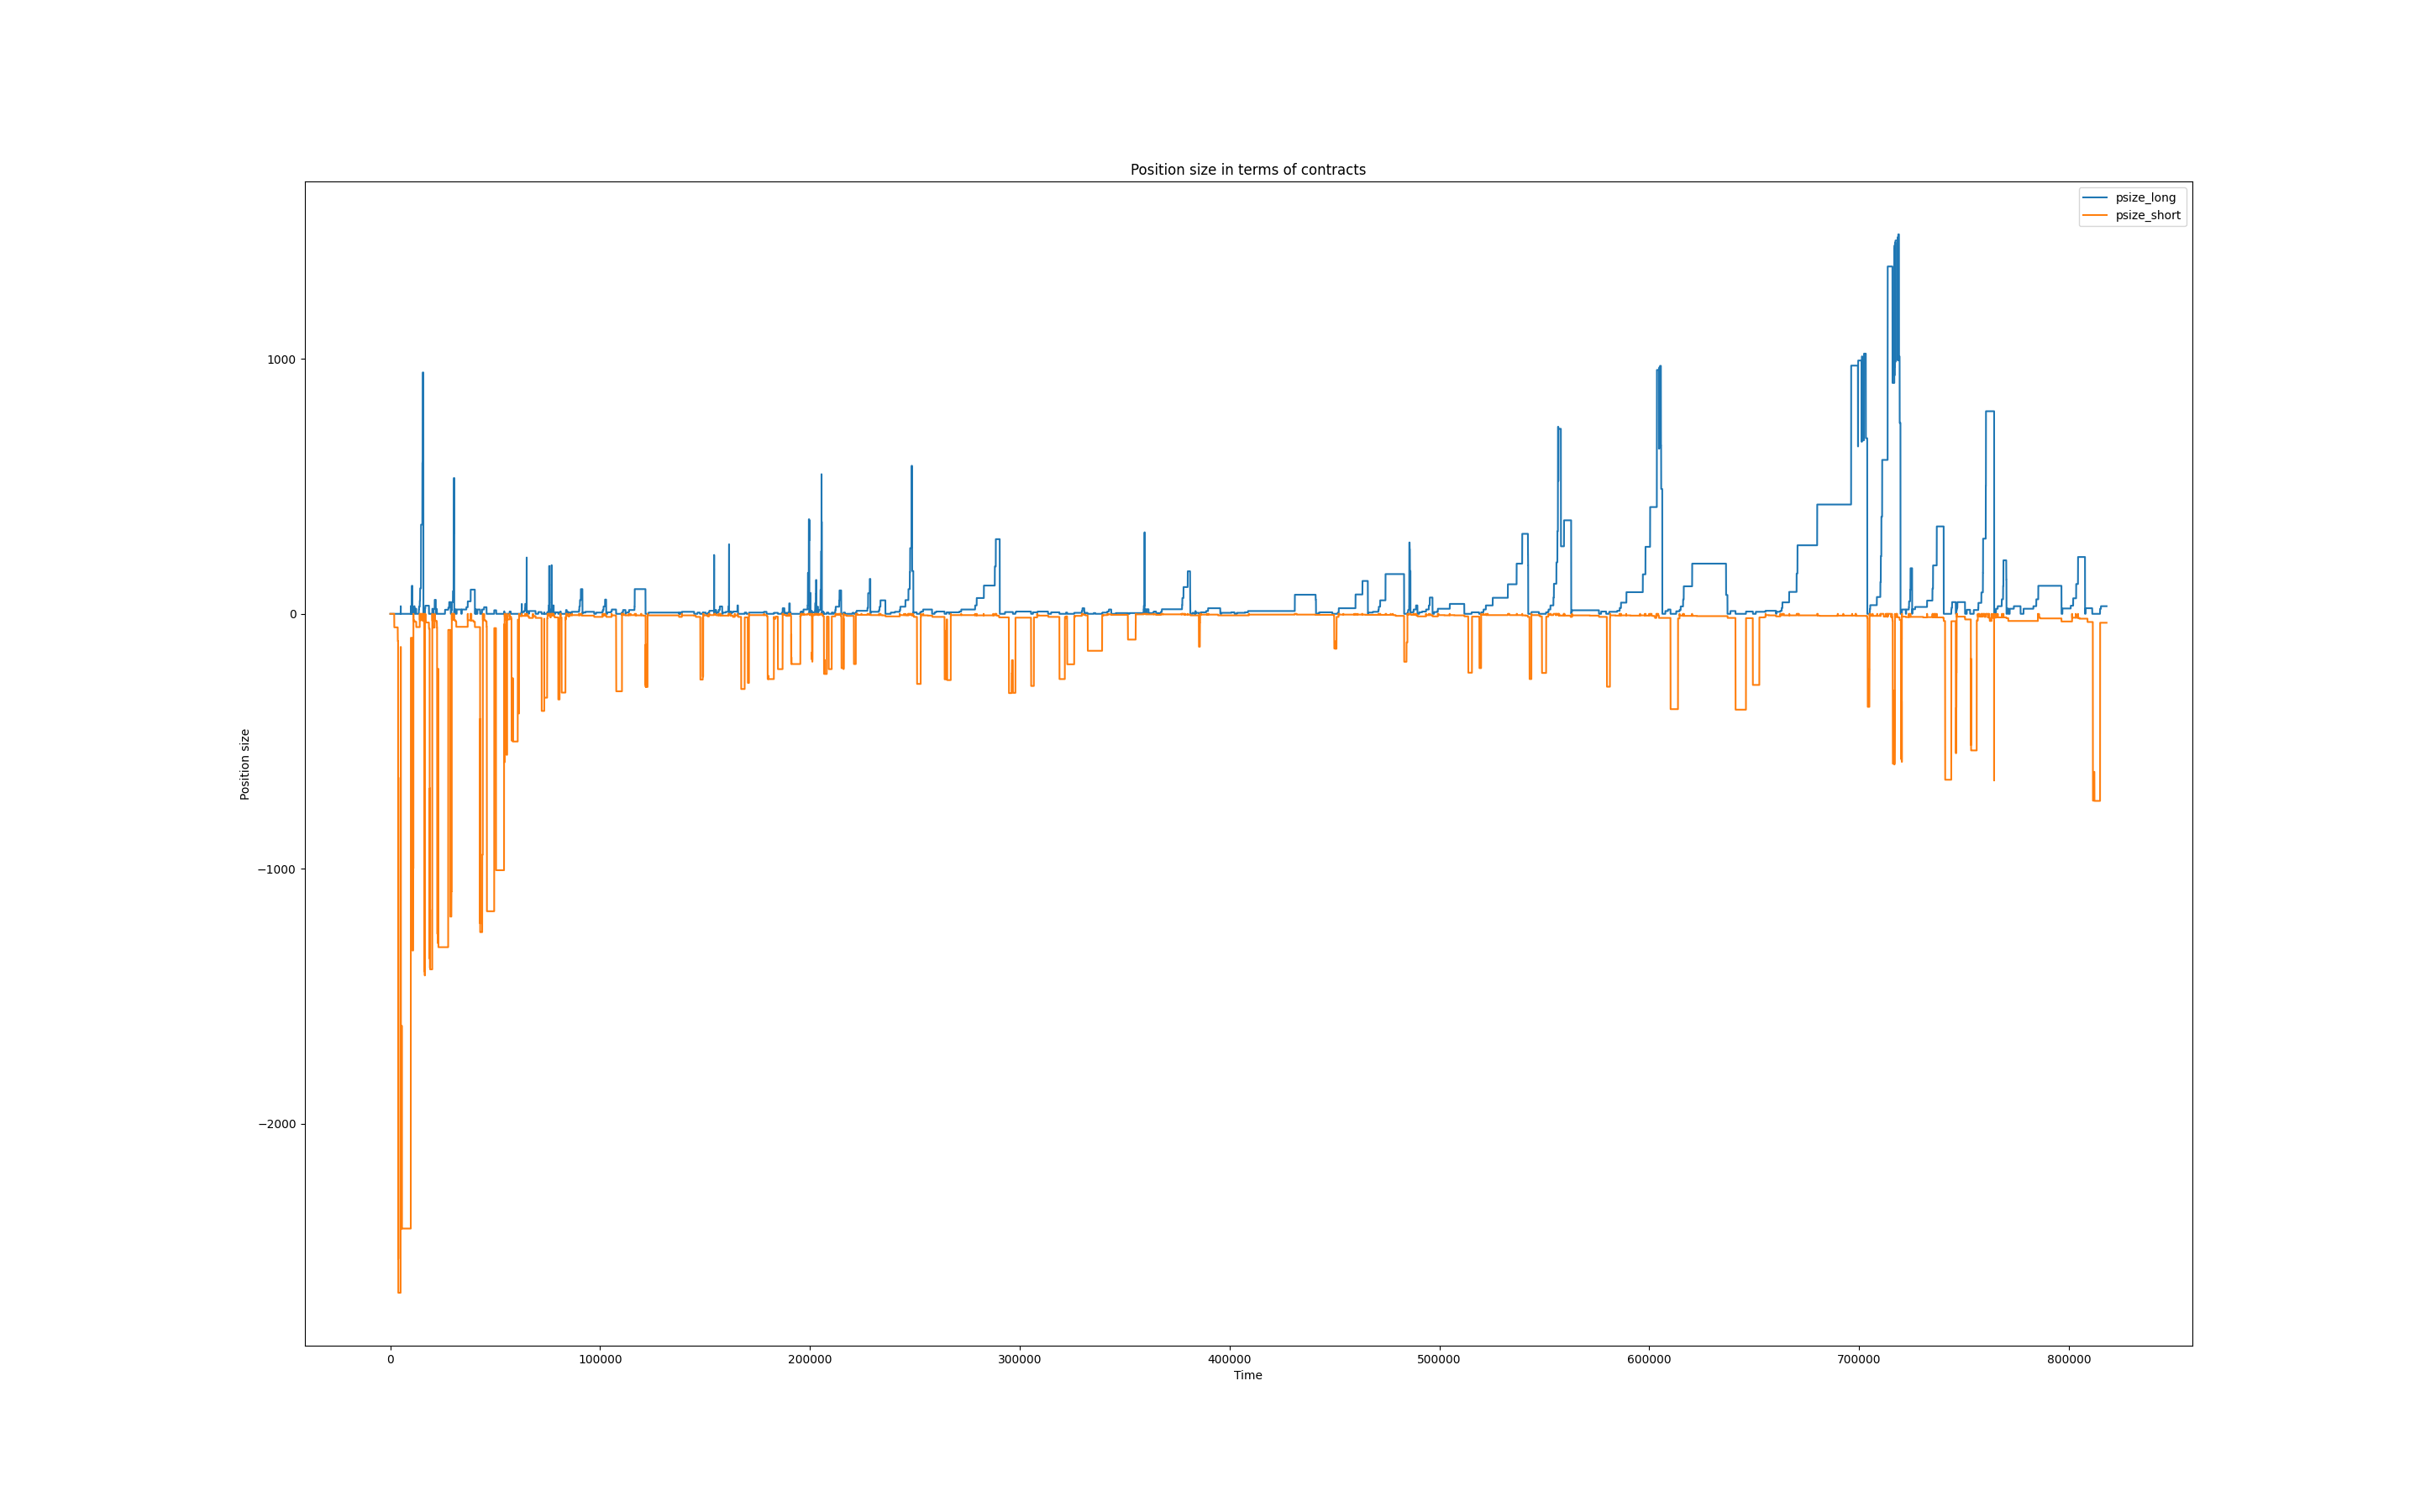 Position size in terms of contracts
psize_long
psize_short
Position size
1000
0
−1000
−2000
0
100000
200000
300000
400000
500000
600000
700000
800000
Time